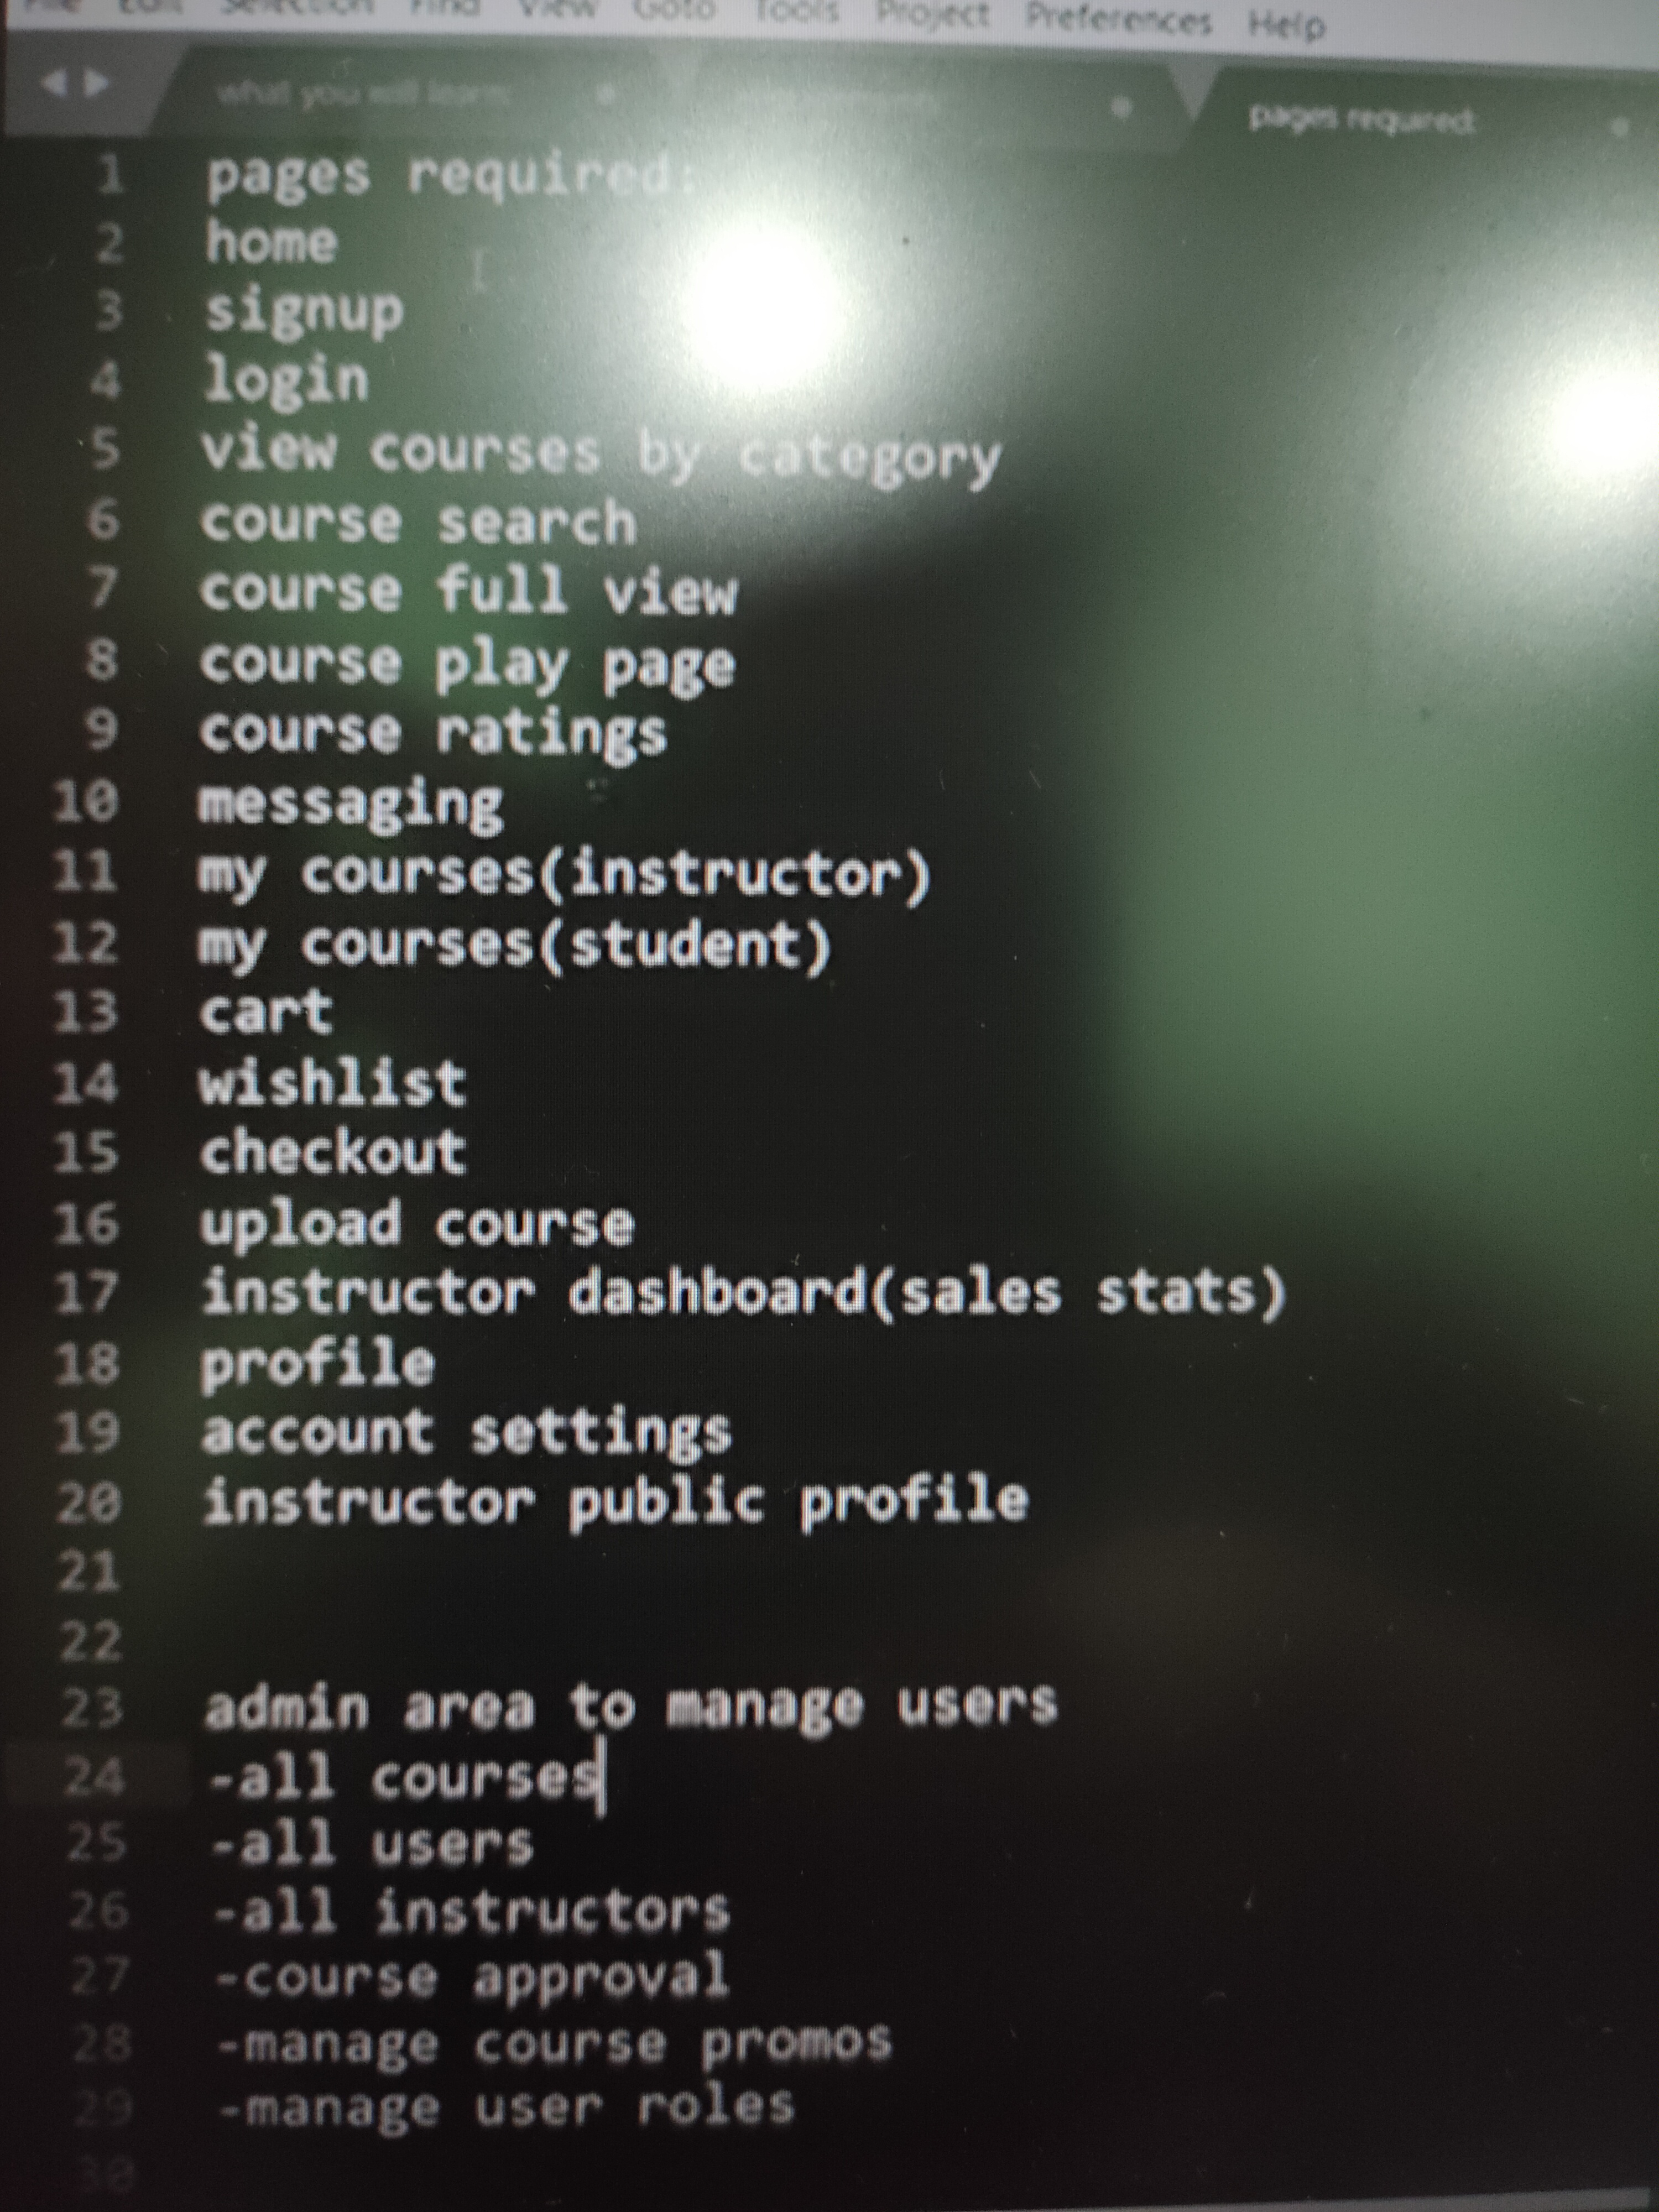 File Edit Selection Find View Goto Tools Project Preferences Help
what you will learn pages required:
1 pages required:
2 home
3 signup
4 login
5 view courses by category
6 course search
7 course full view
8 course play page
9 course ratings
10 messaging
11 my courses(instructor)
12 my courses(student)
13 cart
14 wishlist
15 checkout
16 upload course
17 instructor dashboard(sales stats)
18 profile
19 account settings
20 instructor public profile
21
22
23 admin area to manage users
24 -all courses
25 -all users
26 -all instructors
27 -course approval
28 -manage course promos
29 -manage user roles
30